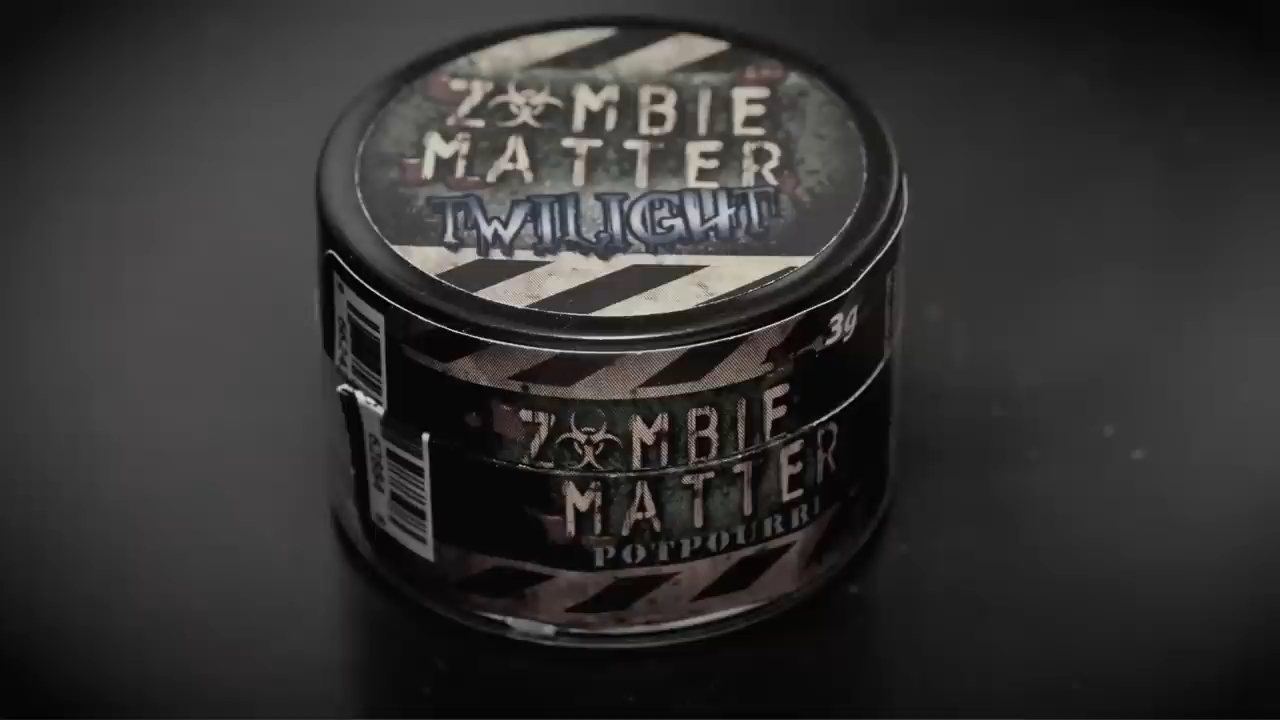 ZOMBIE
MATTER
TWILIGHT
3g
ZOMBIE
MATTER
POTPOURRI